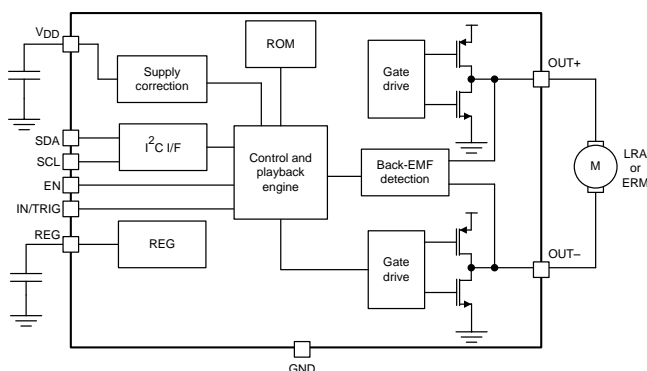 VDD
Supply
correction
ROM
Gate
drive
OUT+
SDA
SCL
I2C I/F
EN
IN/TRIG
REG
REG
Control and
playback
engine
Back-EMF
detection
M
LRA
or
ERM
Gate
drive
OUT–
GND